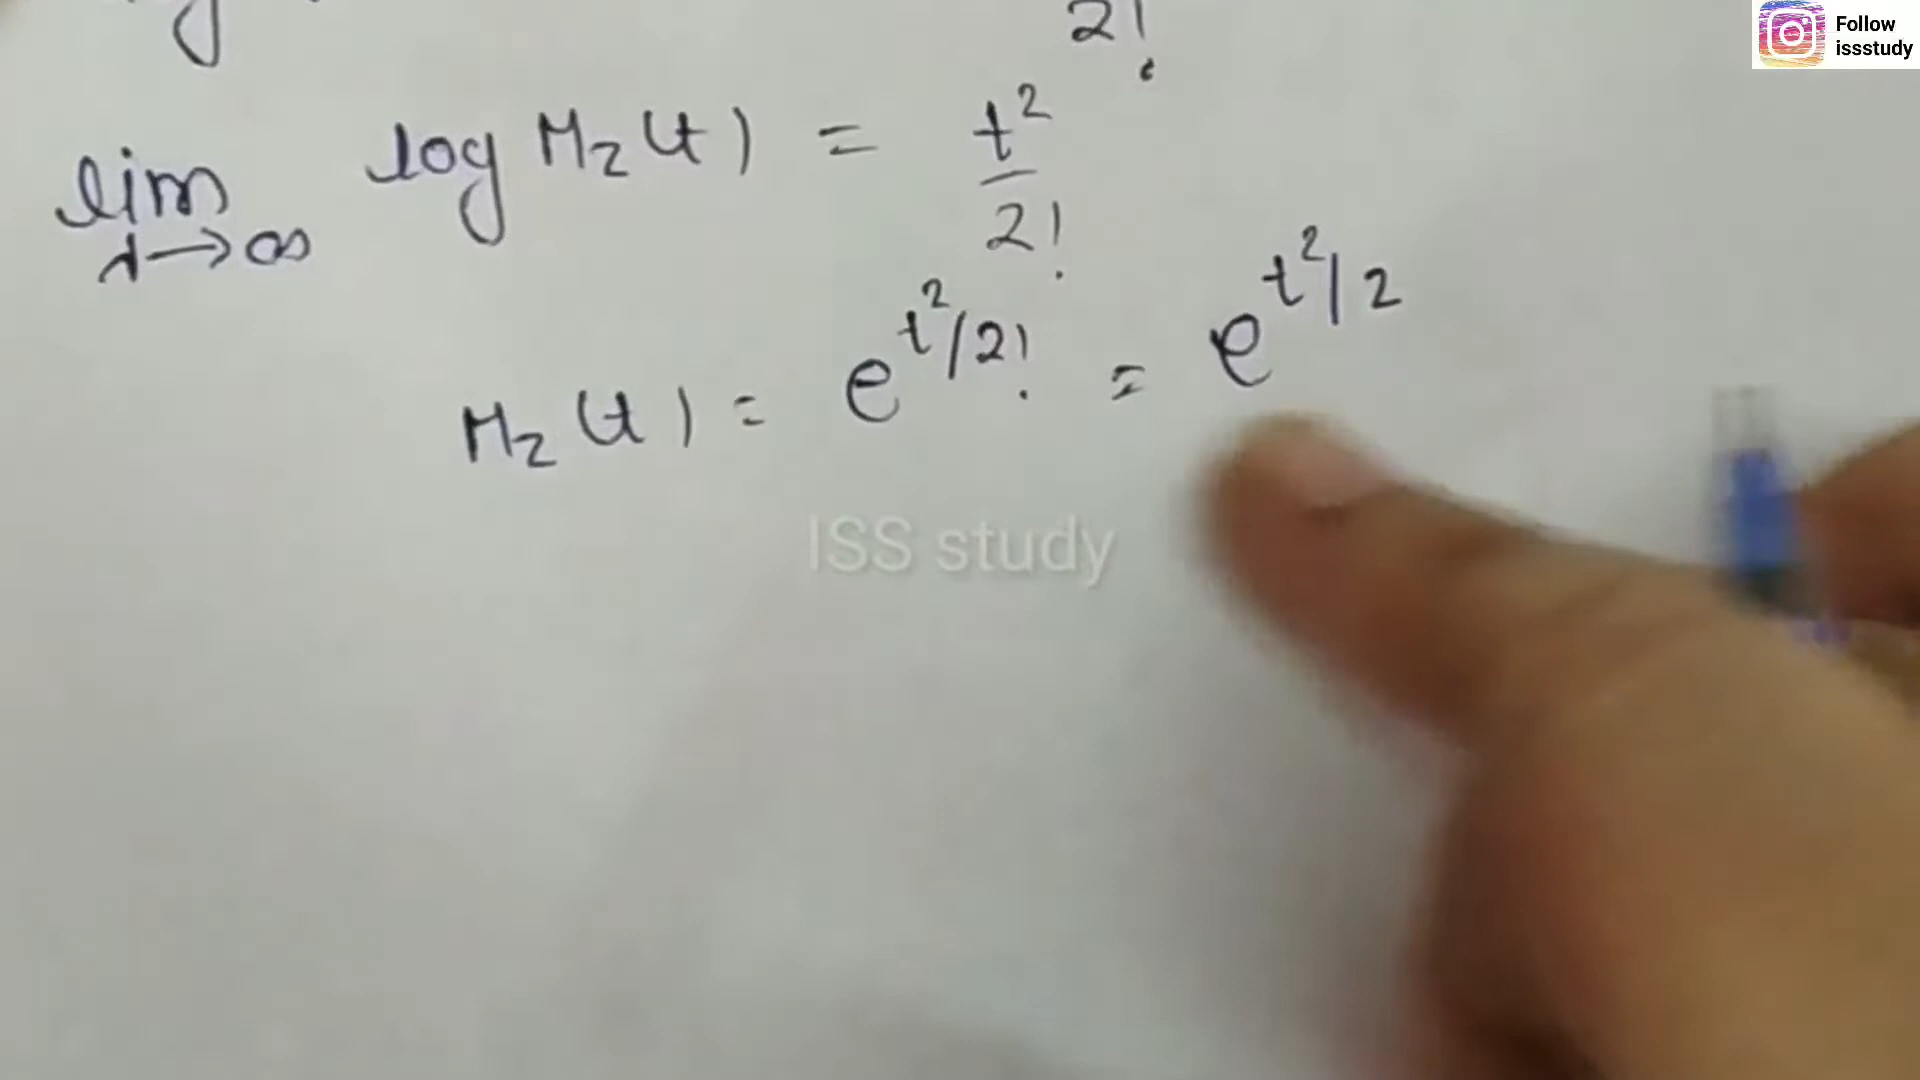 2!
lim λ→∞ log M_Z(t) = t²/2!
M_Z(t) = e^{t²/2!} = e^{t²/2}
ISS study
Follow
issstudy